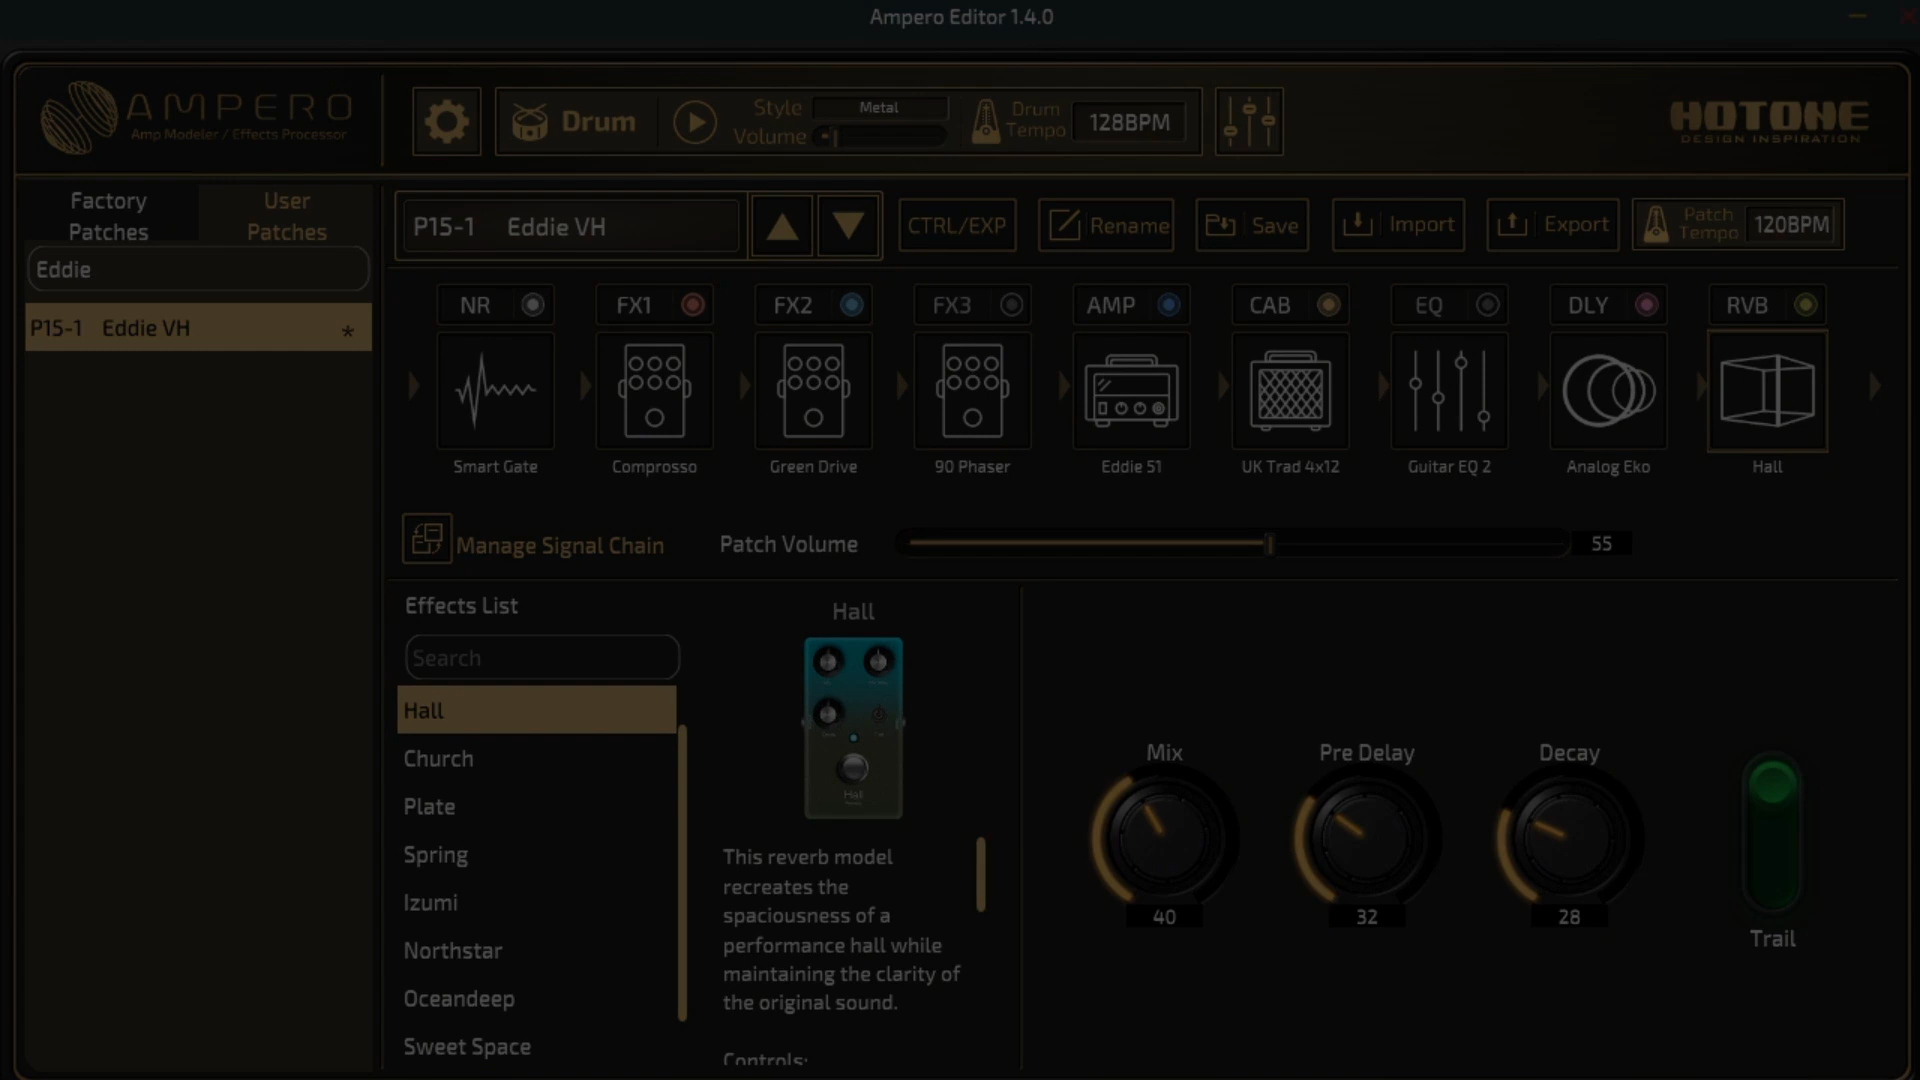 Ampero Editor 1.4.0
AMPERO
Amp Modeler / Effects Processor
Drum
Style
Metal
Volume
Drum
Tempo
128BPM
HOTONE
DESIGN INSPIRATION
Factory
Patches
User
Patches
Eddie
P15-1 Eddie VH *
P15-1 Eddie VH
CTRL/EXP
Rename
Save
Import
Export
Patch
Tempo
120BPM
NR
FX1
FX2
FX3
AMP
CAB
EQ
DLY
RVB
Smart Gate
Comprosso
Green Drive
90 Phaser
Eddie 51
UK Trad 4x12
Guitar EQ 2
Analog Eko
Hall
Manage Signal Chain
Patch Volume
55
Effects List
Search
Hall
Church
Plate
Spring
Izumi
Northstar
Oceandeep
Sweet Space
Hall
Hall
This reverb model
recreates the
spaciousness of a
performance hall while
maintaining the clarity of
the original sound.
Controls:
Mix
Pre Delay
Decay
40
32
28
Trail